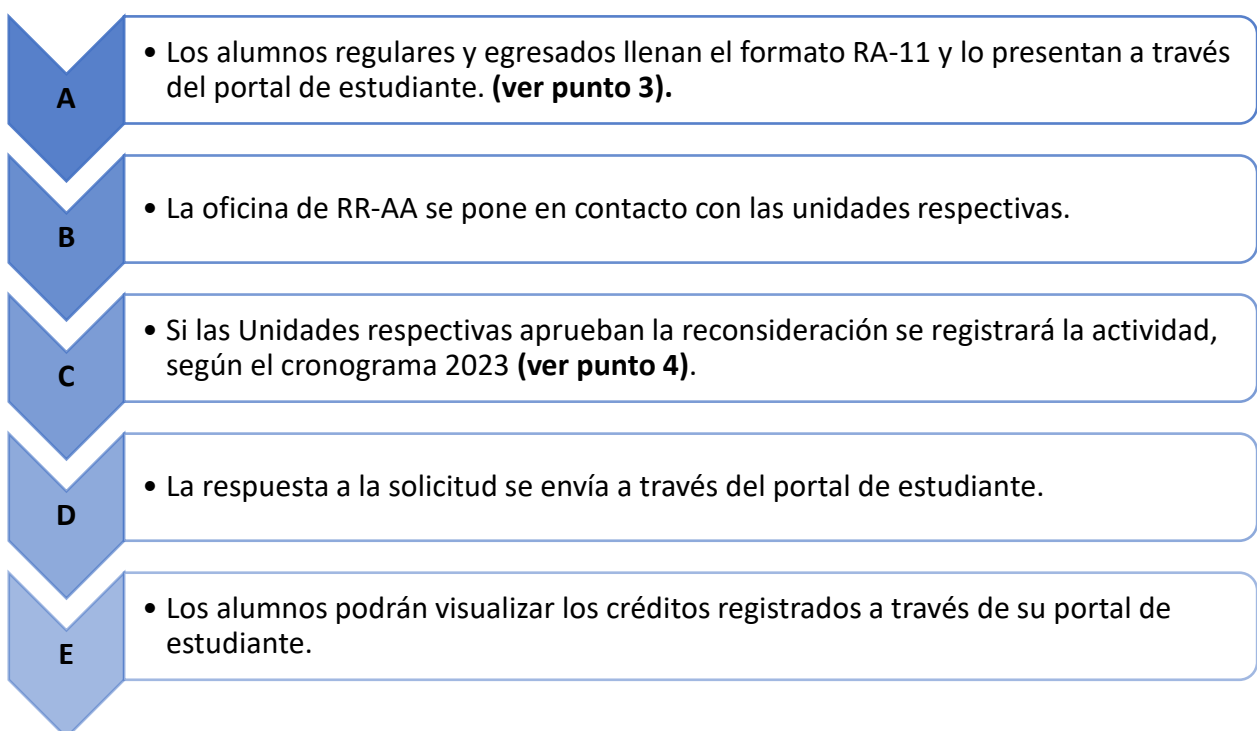 A
• Los alumnos regulares y egresados llenan el formato RA-11 y lo presentan a través
del portal de estudiante. (ver punto 3).
B
• La oficina de RR-AA se pone en contacto con las unidades respectivas.
C
• Si las Unidades respectivas aprueban la reconsideración se registrará la actividad,
según el cronograma 2023 (ver punto 4).
D
• La respuesta a la solicitud se envía a través del portal de estudiante.
E
• Los alumnos podrán visualizar los créditos registrados a través de su portal de
estudiante.